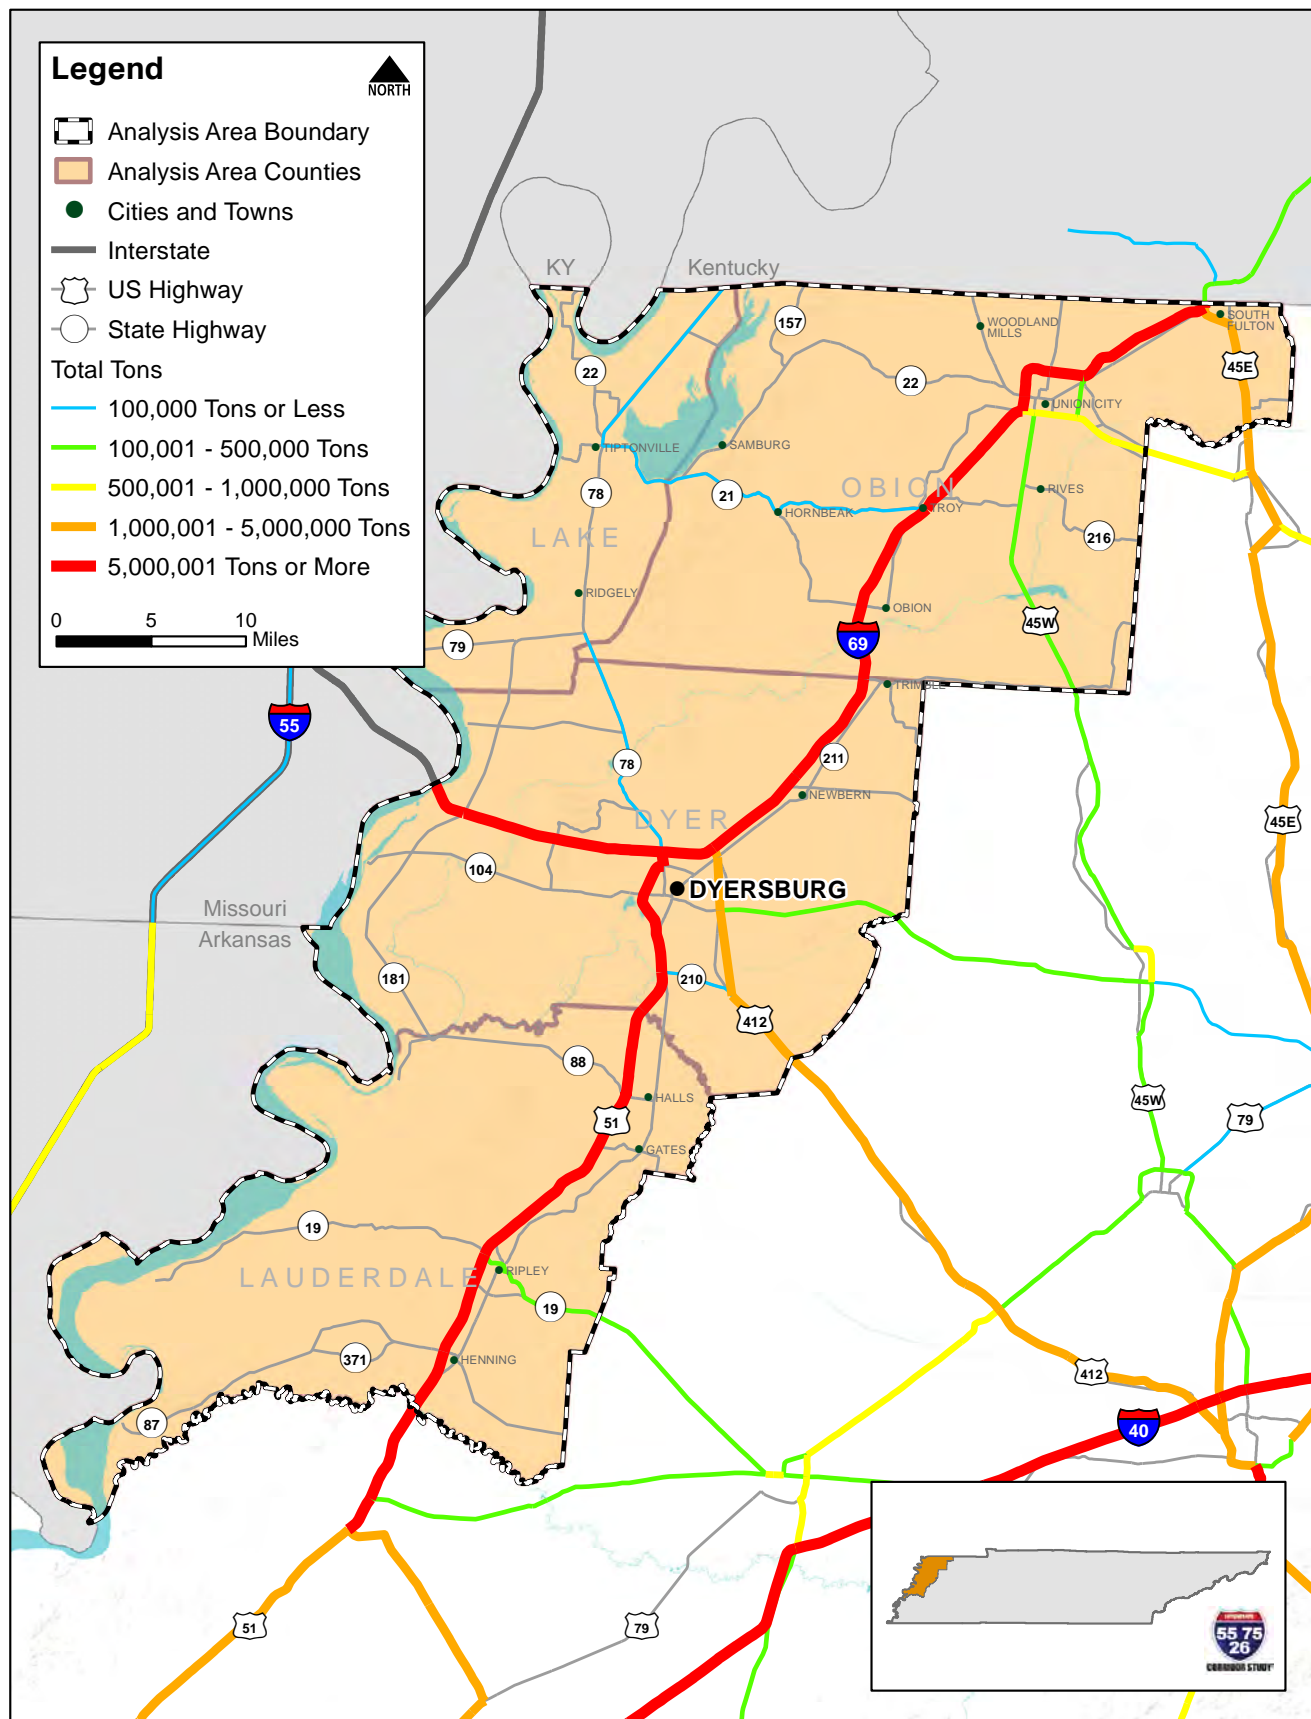 Legend
NORTH
Analysis Area Boundary
Analysis Area Counties
Cities and Towns
Interstate
US Highway
State Highway
Total Tons
100,000 Tons or Less
100,001 - 500,000 Tons
500,001 - 1,000,000 Tons
1,000,001 - 5,000,000 Tons
5,000,001 Tons or More
0 5 10
Miles
KY
Kentucky
157
WOODLAND
MILLS
SOUTH
FULTON
45E
22
22
UNION CITY
TIPTONVILLE
SAMBURG
78
21
OBION
HORNBEAK
TROY
RIVES
216
LAKE
RIDGELY
OBION
45W
79
69
TRIMBLE
55
78
211
NEWBERN
DYER
45E
104
DYERSBURG
Missouri
Arkansas
181
210
412
88
HALLS
51
45W
79
GATES
19
LAUDERDALE
RIPLEY
19
371
HENNING
412
87
40
51
79
INTERSTATE
55 75
26
CORRIDOR STUDY